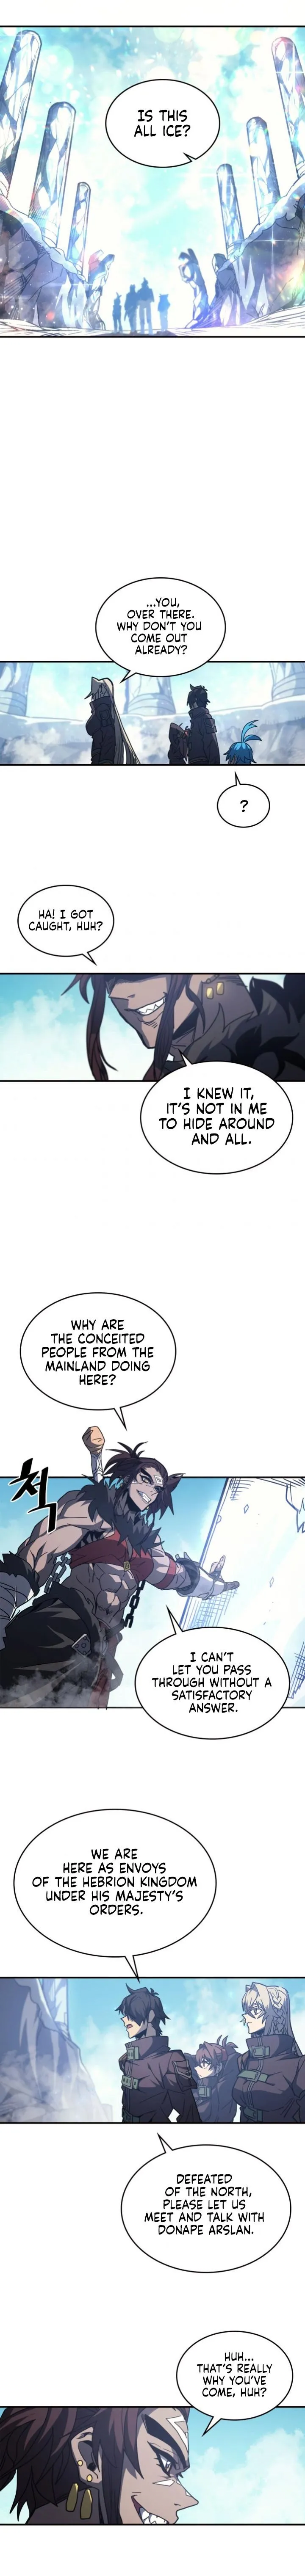 IS THIS
ALL ICE?
...YOU,
OVER THERE.
WHY DON'T YOU
COME OUT
ALREADY?
?
HA! I GOT
CAUGHT, HUH?
I KNEW IT,
IT'S NOT IN ME
TO HIDE AROUND
AND ALL.
WHY ARE
THE CONCEITED
PEOPLE FROM THE
MAINLAND DOING
HERE?
척
I CAN'T
LET YOU PASS
THROUGH WITHOUT A
SATISFACTORY
ANSWER.
WE ARE
HERE AS ENVOYS
OF THE HEBRION KINGDOM
UNDER HIS MAJESTY'S
ORDERS.
DEFEATED
OF THE NORTH,
PLEASE LET US
MEET AND TALK WITH
DONAPE ARSLAN.
HUH...
THAT'S REALLY
WHY YOU'VE
COME, HUH?